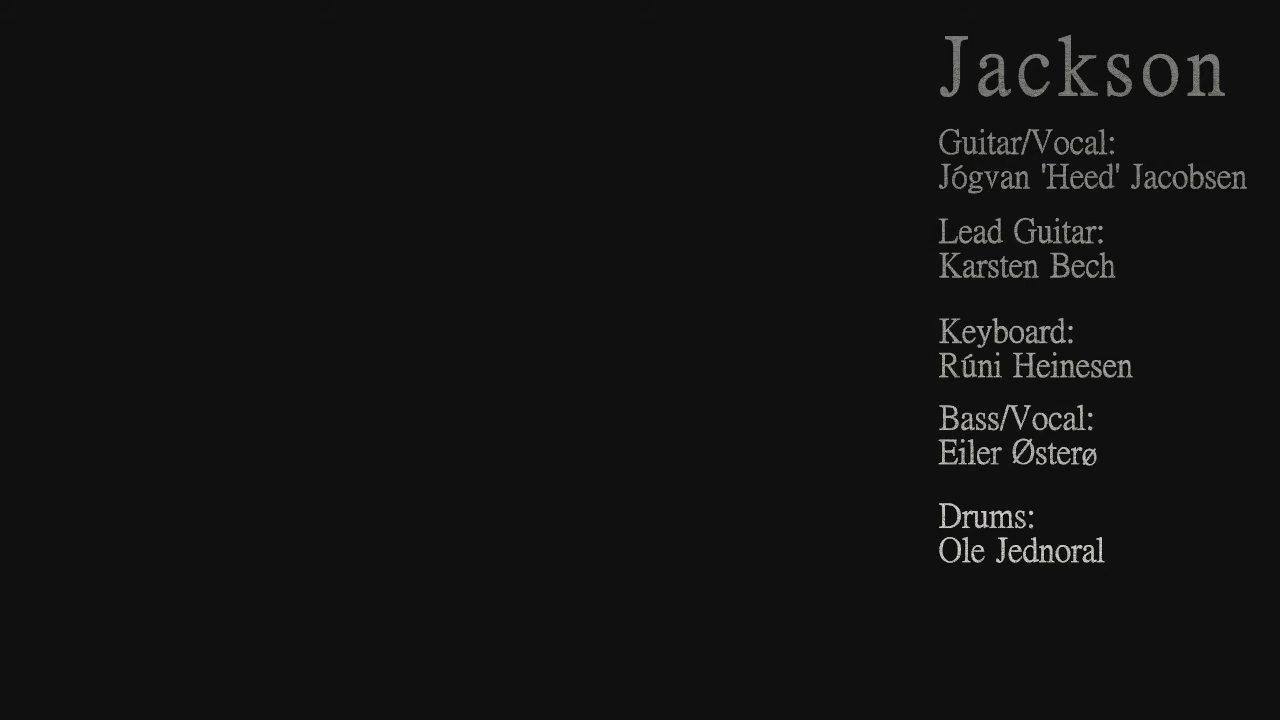 Jackson
Guitar/Vocal:
Jógvan 'Heed' Jacobsen
Lead Guitar:
Karsten Bech
Keyboard:
Rúni Heinesen
Bass/Vocal:
Eiler Østerø
Drums:
Ole Jednoral